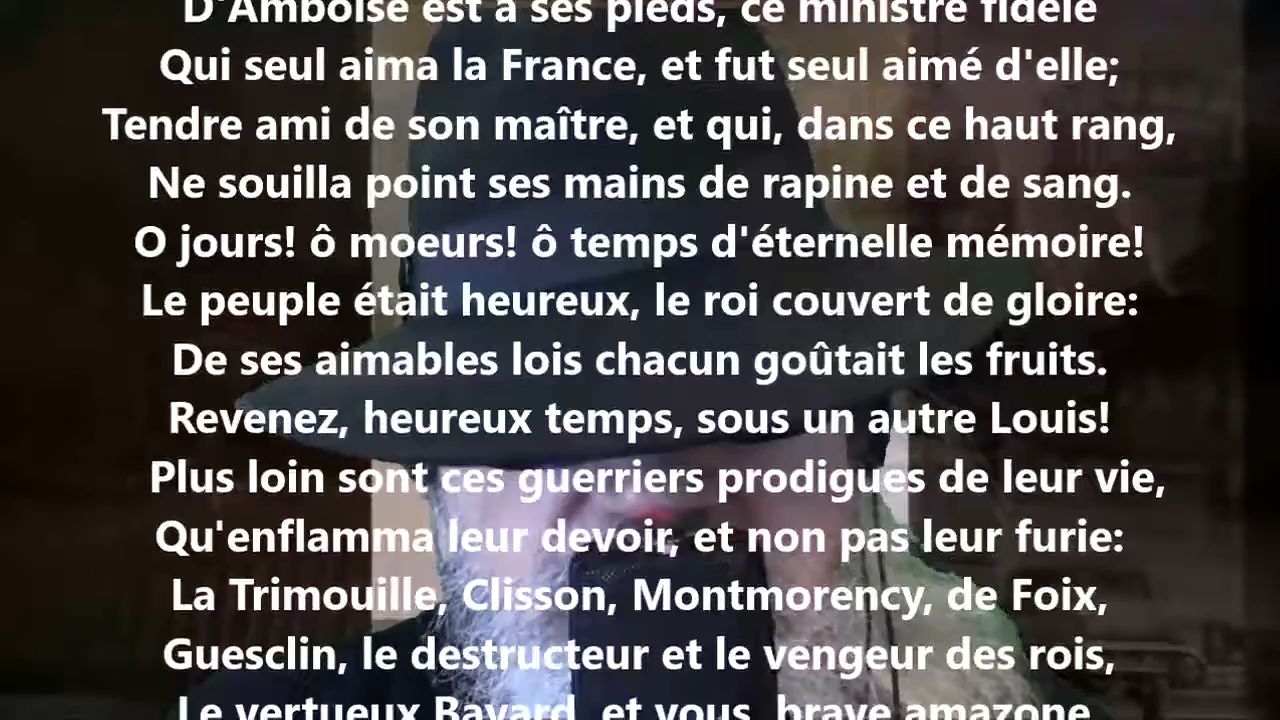 D'Amboise est à ses pieds, ce ministre fidèle
Qui seul aima la France, et fut seul aimé d'elle;
Tendre ami de son maître, et qui, dans ce haut rang,
Ne souilla point ses mains de rapine et de sang.
O jours! ô moeurs! ô temps d'éternelle mémoire!
Le peuple était heureux, le roi couvert de gloire:
De ses aimables lois chacun goûtait les fruits.
Revenez, heureux temps, sous un autre Louis!
Plus loin sont ces guerriers prodigues de leur vie,
Qu'enflamma leur devoir, et non pas leur furie:
La Trimouille, Clisson, Montmorency, de Foix,
Guesclin, le destructeur et le vengeur des rois,
Le vertueux Bayard, et vous, brave amazone